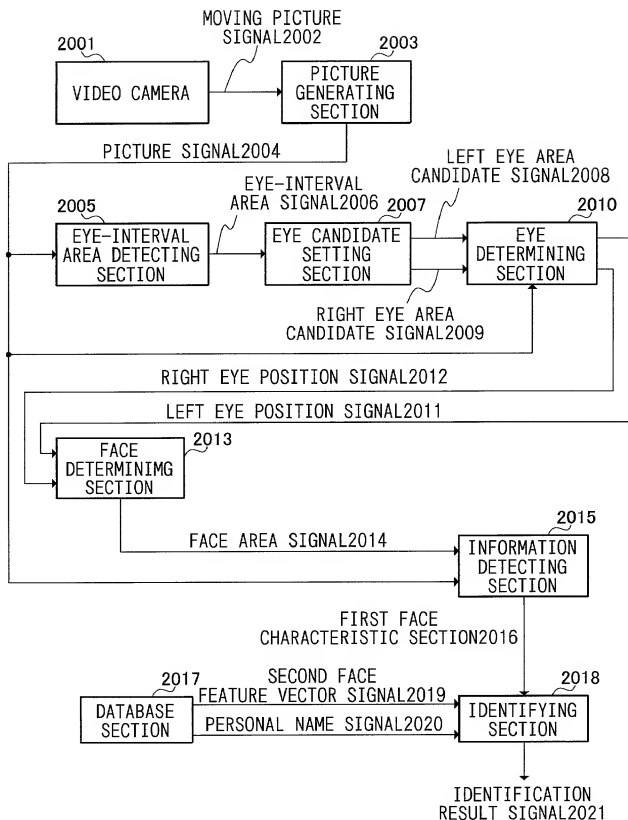 MOVING PICTURE
SIGNAL2002
2001
2003
VIDEO CAMERA
PICTURE
GENERATING
SECTION
PICTURE SIGNAL2004
LEFT EYE AREA
CANDIDATE SIGNAL2008
EYE-INTERVAL
AREA SIGNAL2006
2005
2007
2010
EYE-INTERVAL
AREA DETECTING
SECTION
EYE CANDIDATE
SETTING
SECTION
EYE
DETERMINING
SECTION
RIGHT EYE AREA
CANDIDATE SIGNAL2009
RIGHT EYE POSITION SIGNAL2012
LEFT EYE POSITION SIGNAL2011
2013
FACE
DETERMINIMG
SECTION
FACE AREA SIGNAL2014
2015
INFORMATION
DETECTING
SECTION
FIRST FACE
CHARACTERISTIC SECTION2016
2017
SECOND FACE
FEATURE VECTOR SIGNAL2019
2018
DATABASE
SECTION
PERSONAL NAME SIGNAL2020
IDENTIFYING
SECTION
IDENTIFICATION
RESULT SIGNAL2021